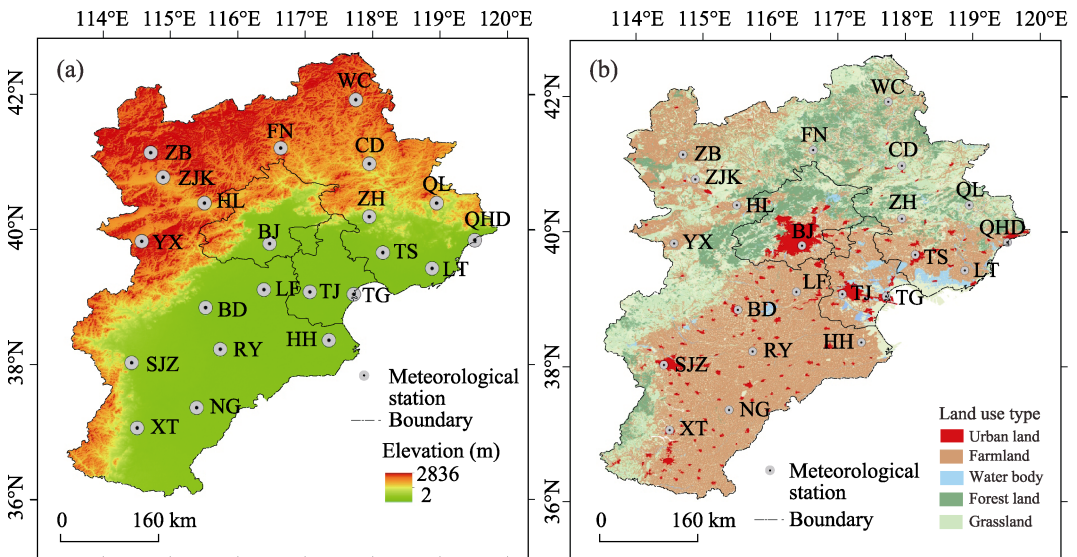 114°E 115°E 116°E 117°E 118°E 119°E 120°E
(a)
42°N
40°N
38°N
36°N
WC
FN
ZB
CD
ZJK
HL
ZH
QL
QHD
YX
BJ
TS
LT
LF
TJ
TG
BD
HH
RY
SJZ
NG
XT
Meteorological
station
Boundary
Elevation (m)
2836
2
0 160 km
114°E 115°E 116°E 117°E 118°E 119°E 120°E
(b)
42°N
40°N
38°N
36°N
WC
FN
ZB
CD
ZJK
HL
ZH
QL
QHD
YX
BJ
TS
LT
LF
TJ
TG
BD
HH
RY
SJZ
NG
XT
Land use type
Urban land
Farmland
Water body
Forest land
Grassland
Meteorological
station
Boundary
0 160 km